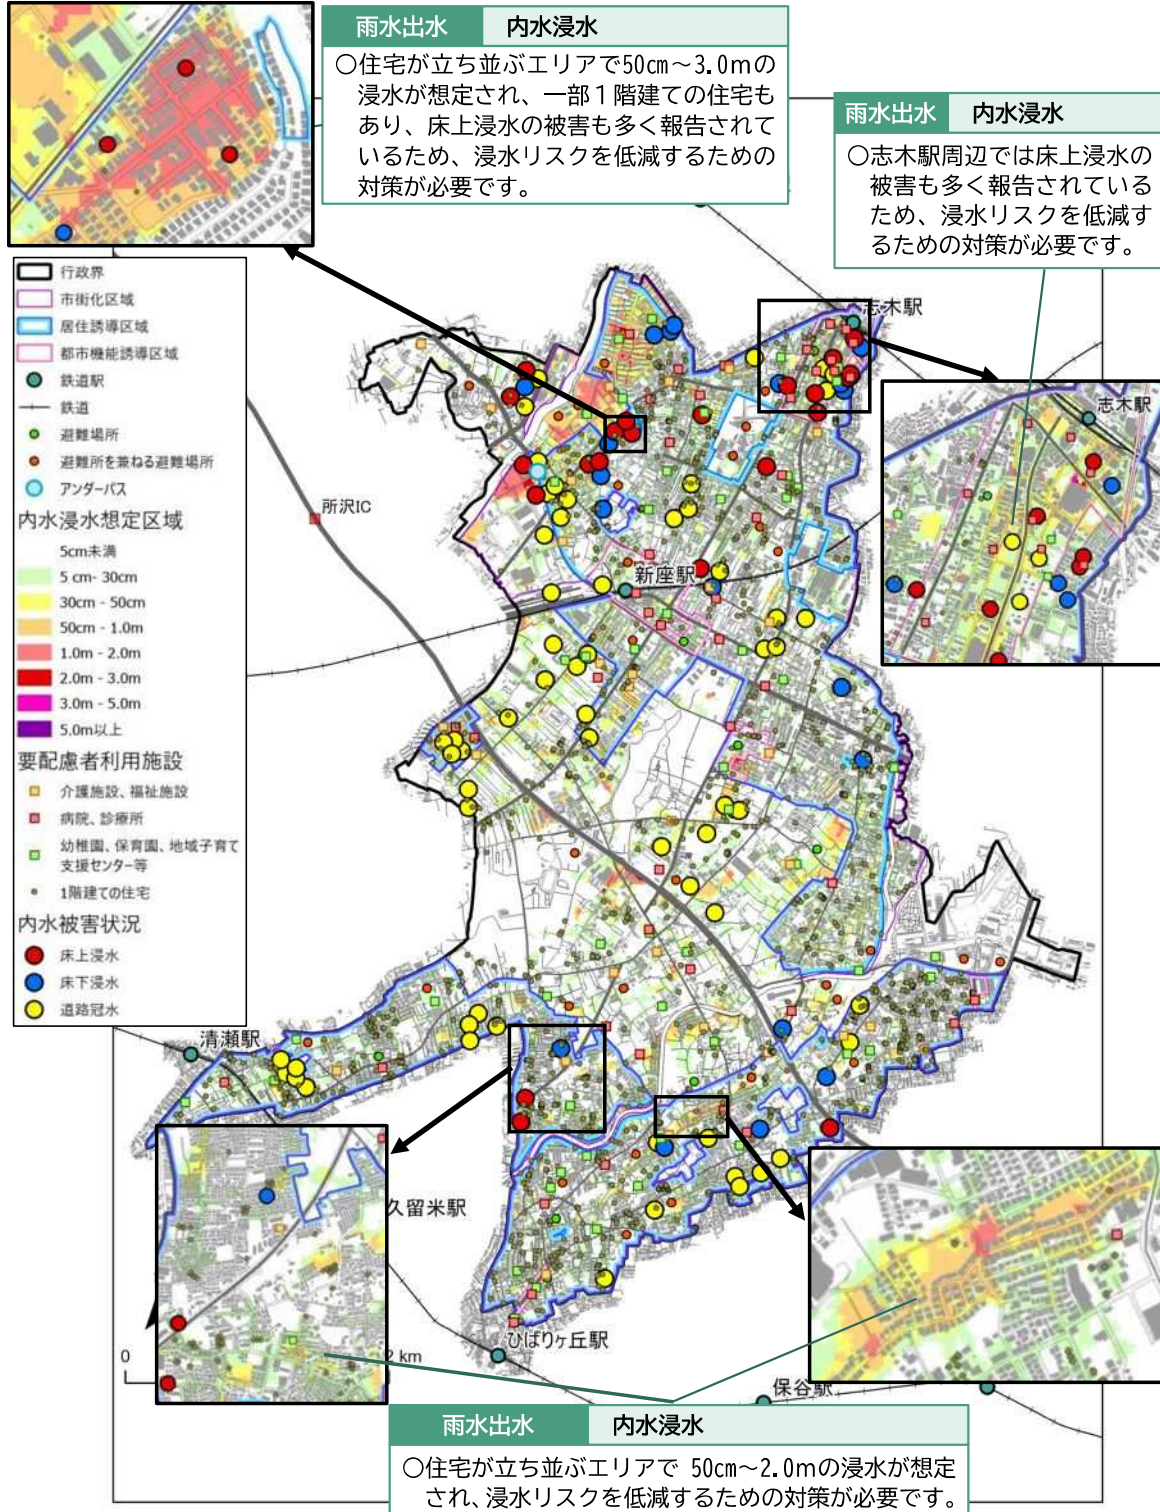 雨水出水 内水浸水
○住宅が立ち並ぶエリアで50cm～3.0mの
浸水が想定され、一部１階建ての住宅も
あり、床上浸水の被害も多く報告されて
いるため、浸水リスクを低減するための
対策が必要です。
雨水出水 内水浸水
○志木駅周辺では床上浸水の
被害も多く報告されている
ため、浸水リスクを低減す
るための対策が必要です。
行政界
市街化区域
居住誘導区域
都市機能誘導区域
鉄道駅
鉄道
避難場所
避難所を兼ねる避難場所
アンダーパス
内水浸水想定区域
5cm未満
5 cm- 30cm
30cm - 50cm
50cm - 1.0m
1.0m - 2.0m
2.0m - 3.0m
3.0m - 5.0m
5.0m以上
要配慮者利用施設
介護施設、福祉施設
病院、診療所
幼稚園、保育園、地域子育て
支援センター等
1階建ての住宅
内水被害状況
床上浸水
床下浸水
道路冠水
志木駅
志木駅
所沢IC
新座駅
清瀬駅
久留米駅
ひばりヶ丘駅
保谷駅
0
2 km
雨水出水 内水浸水
○住宅が立ち並ぶエリアで 50cm～2.0mの浸水が想定
され、浸水リスクを低減するための対策が必要です。